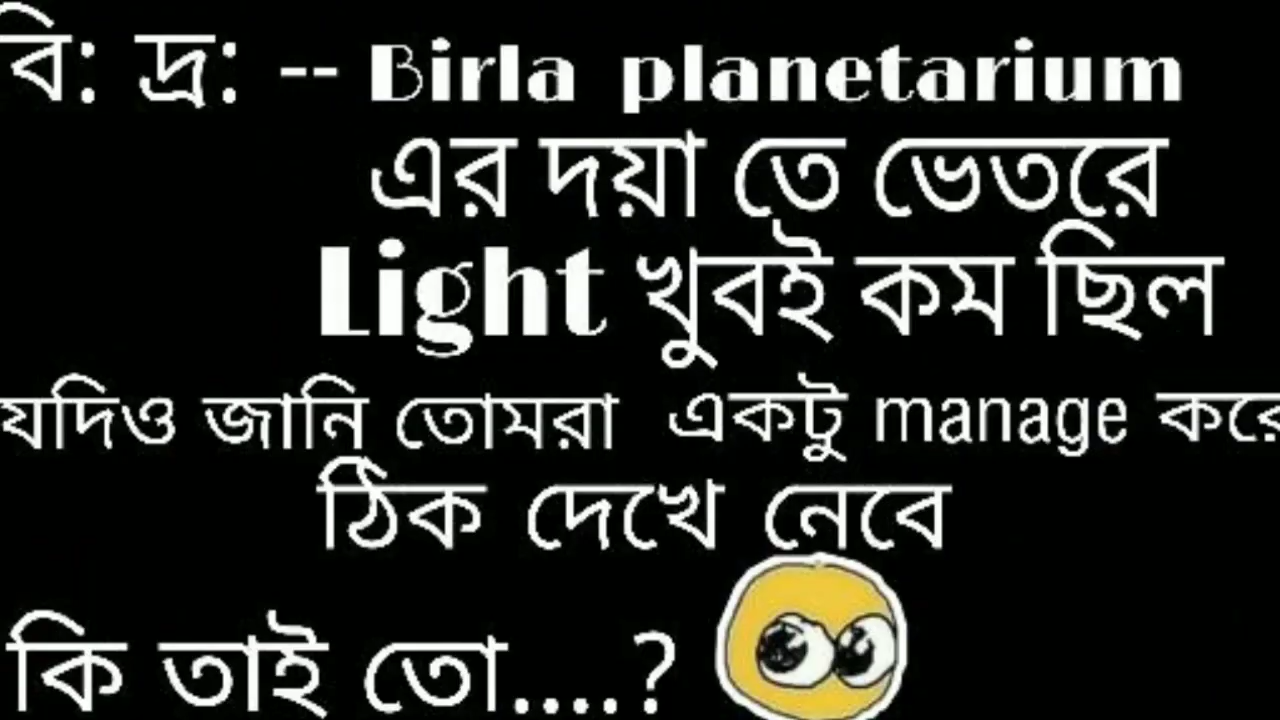 বি: দ্র: -- Birla planetarium
এর দয়া তে ভেতরে
Light খুবই কম ছিল
যদিও জানি তোমরা একটু manage করে
ঠিক দেখে নেবে
কি তাই তো....?